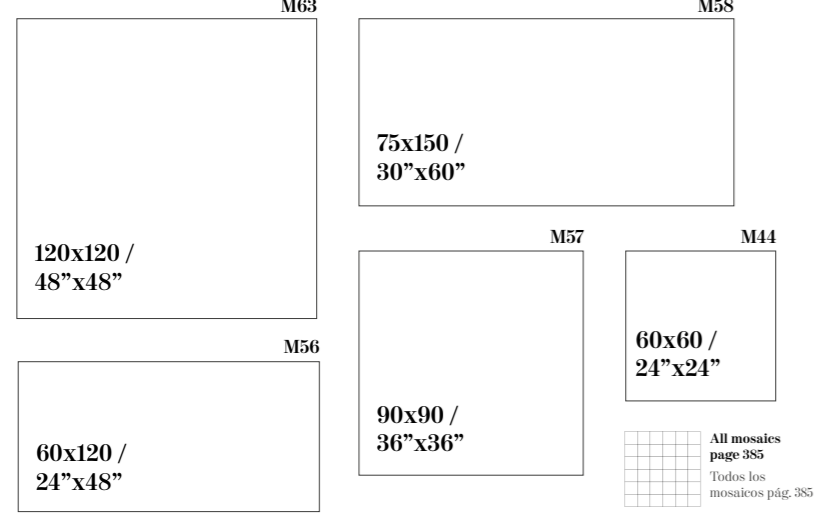 M63
120x120 /
48”x48”
M58
75x150 /
30”x60”
M56
60x120 /
24”x48”
M57
90x90 /
36”x36”
M44
60x60 /
24”x24”
All mosaics
page 385
Todos los
mosaicos pág. 385